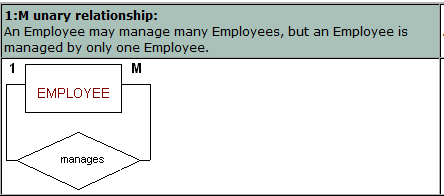 1:M unary relationship:
An Employee may manage many Employees, but an Employee is
managed by only one Employee.
1 M
EMPLOYEE
manages